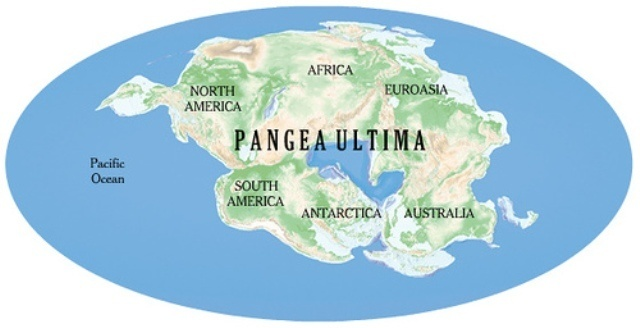 AFRICA
NORTH
AMERICA
EUROASIA
PANGEA ULTIMA
Pacific
Ocean
SOUTH
AMERICA
ANTARCTICA
AUSTRALIA